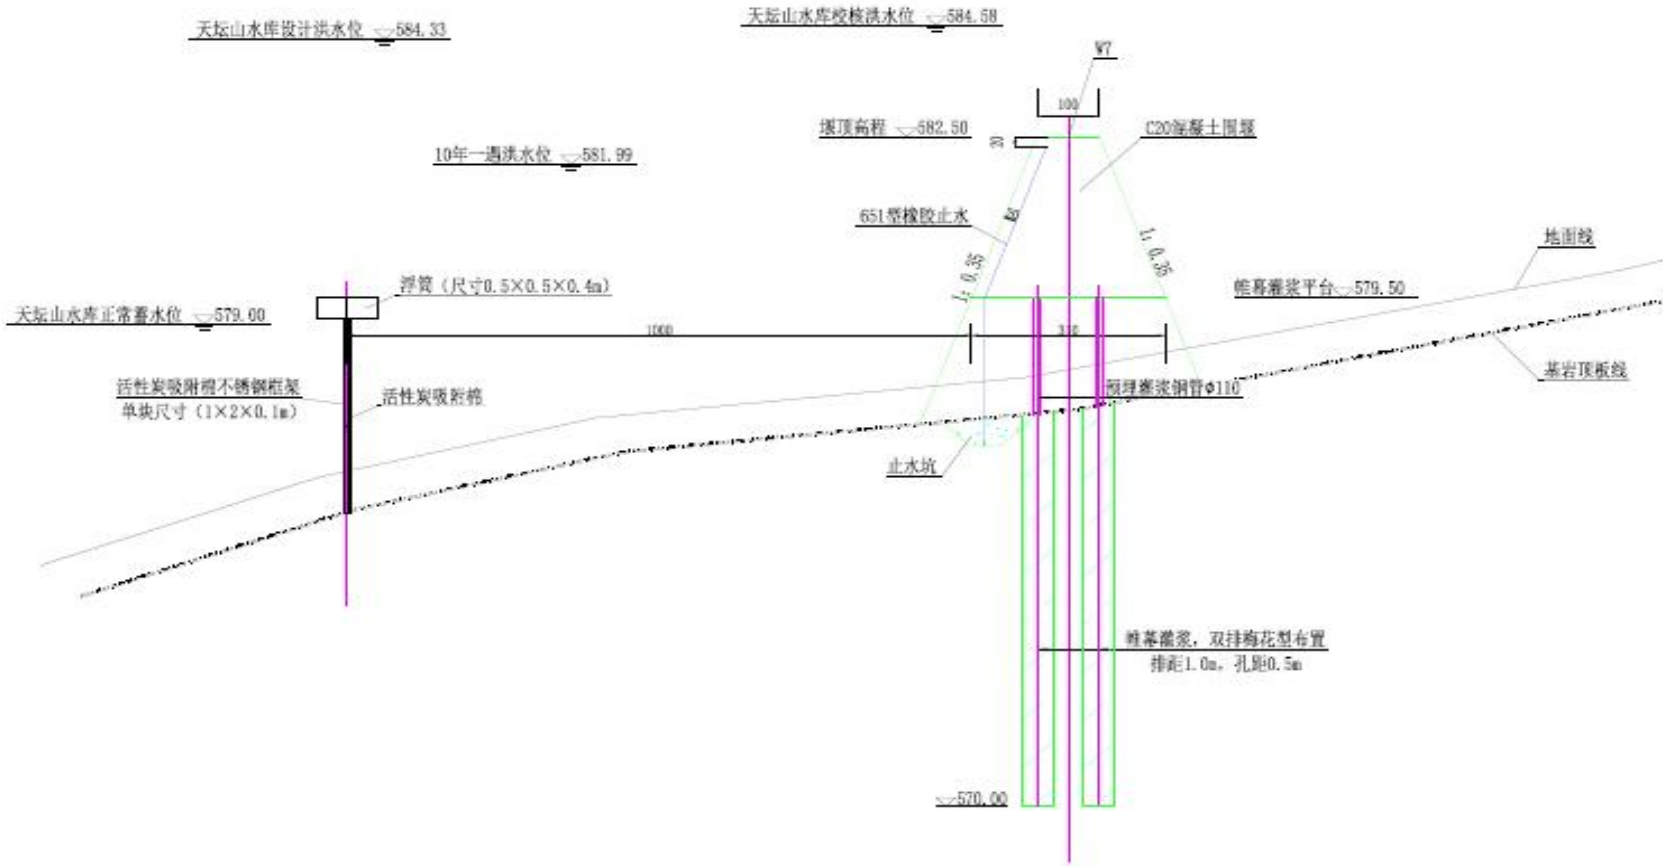 天坛山水库校核洪水位 584.58
天坛山水库设计洪水位 584.33
W7
100
堰顶高程 582.50
20
C20混凝土围堰
10年一遇洪水位 581.99
651型橡胶止水
1: 0.35
1: 0.35
地面线
浮筒（尺寸0.5×0.5×0.4m）
帷幕灌浆平台 579.50
天坛山水库正常蓄水位 579.00
1000
330
活性炭吸附棉不锈钢框架
单块尺寸（1×2×0.1m）
活性炭吸附棉
预埋灌浆钢管Φ110
基岩顶板线
止水坑
帷幕灌浆，双排梅花型布置
排距1.0m，孔距0.5m
570.00